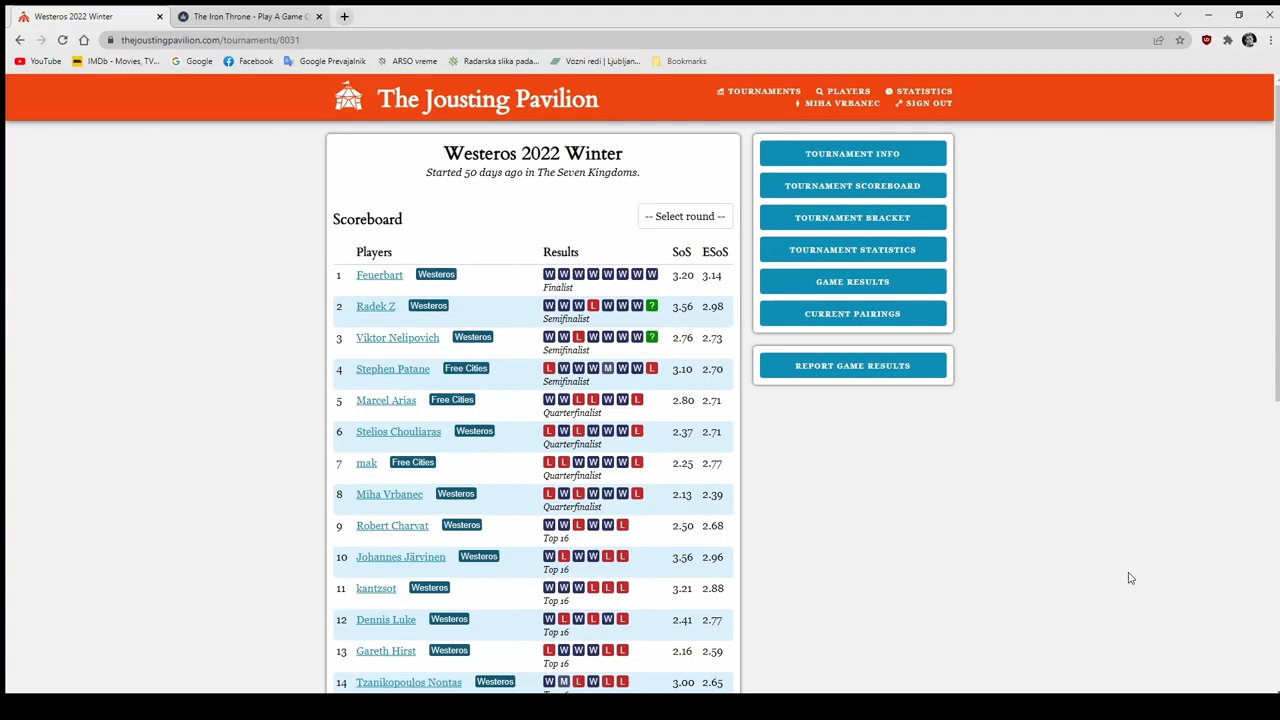 Westeros 2022 Winter
The Iron Throne - Play A Game C
thejoustingpavilion.com/tournaments/8031
YouTube IMDb - Movies, TV... Google Facebook Google Prevajalnik ARSO vreme Radarska slika pada... Vozni redi | Ljubljan... Bookmarks
The Jousting Pavilion
TOURNAMENTS PLAYERS STATISTICS
MIHA VRBANEC SIGN OUT
Westeros 2022 Winter
Started 50 days ago in The Seven Kingdoms.
Scoreboard
-- Select round --
Players Results SoS ESoS
1 Feuerbart Westeros W W W W W W W W 3.20 3.14
Finalist
2 Radek Z Westeros W W W L W W W ? 3.56 2.98
Semifinalist
3 Viktor Nelipovich Westeros W W L W W W W ? 2.76 2.73
Semifinalist
4 Stephen Patane Free Cities L W W W M W W L 3.10 2.70
Semifinalist
5 Marcel Arias Free Cities W W L L W W L 2.80 2.71
Quarterfinalist
6 Stelios Chouliaras Westeros L W L W W W L 2.37 2.71
Quarterfinalist
7 mak Free Cities L L W W W W L 2.25 2.77
Quarterfinalist
8 Miha Vrbanec Westeros L W L W W W L 2.13 2.39
Quarterfinalist
9 Robert Charvat Westeros W W L W W L 2.50 2.68
Top 16
10 Johannes Järvinen Westeros W L W W L L 3.56 2.96
Top 16
11 kantzsot Westeros W W W L L L 3.21 2.88
Top 16
12 Dennis Luke Westeros W L W L W L 2.41 2.77
Top 16
13 Gareth Hirst Westeros L W W W L L 2.16 2.59
Top 16
14 Tzanikopoulos Nontas Westeros W M L W L L 3.00 2.65
TOURNAMENT INFO
TOURNAMENT SCOREBOARD
TOURNAMENT BRACKET
TOURNAMENT STATISTICS
GAME RESULTS
CURRENT PAIRINGS
REPORT GAME RESULTS